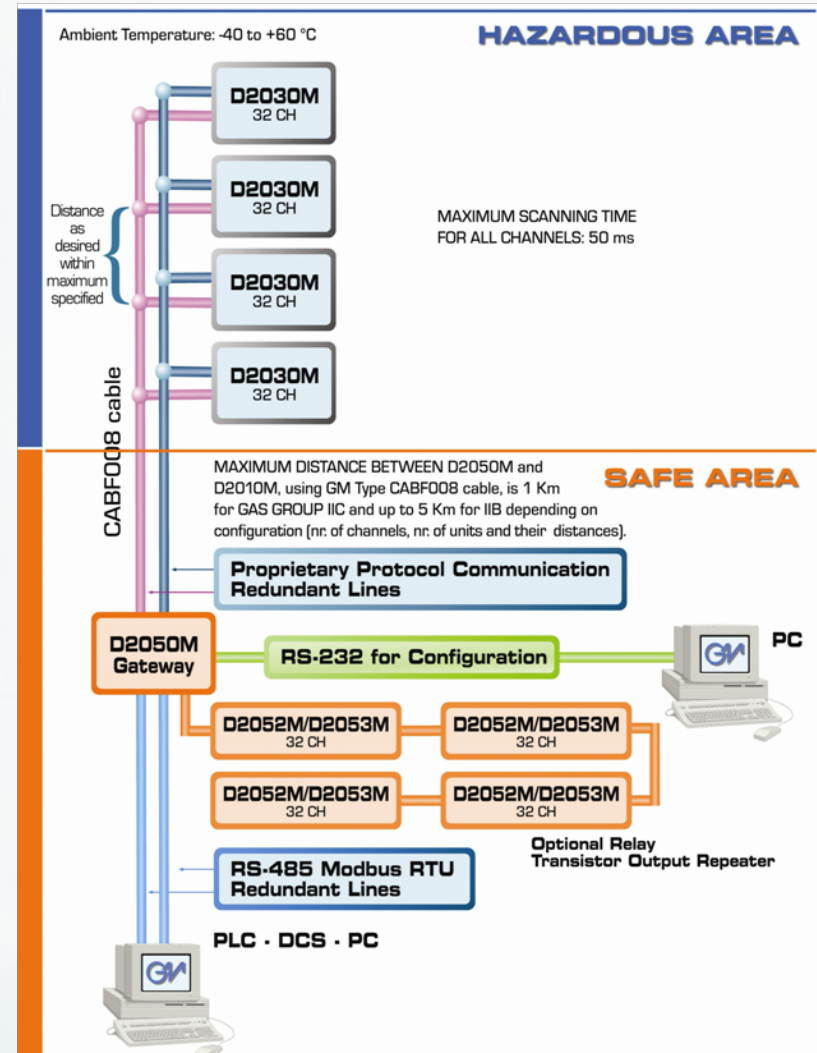 Ambient Temperature: -40 to +60 °C
HAZARDOUS AREA
D2030M
32 CH
D2030M
32 CH
Distance
as
desired
within
maximum
specified
MAXIMUM SCANNING TIME
FOR ALL CHANNELS: 50 ms
D2030M
32 CH
D2030M
32 CH
CABF008 cable
MAXIMUM DISTANCE BETWEEN D2050M and
D2010M, using GM Type CABF008 cable, is 1 Km
for GAS GROUP IIC and up to 5 Km for IIB depending on
configuration (nr. of channels, nr. of units and their distances).
SAFE AREA
Proprietary Protocol Communication
Redundant Lines
D2050M
Gateway
RS-232 for Configuration
GM
PC
D2052M/D2053M
32 CH
D2052M/D2053M
32 CH
D2052M/D2053M
32 CH
D2052M/D2053M
32 CH
Optional Relay
Transistor Output Repeater
RS-485 Modbus RTU
Redundant Lines
PLC - DCS - PC
GM